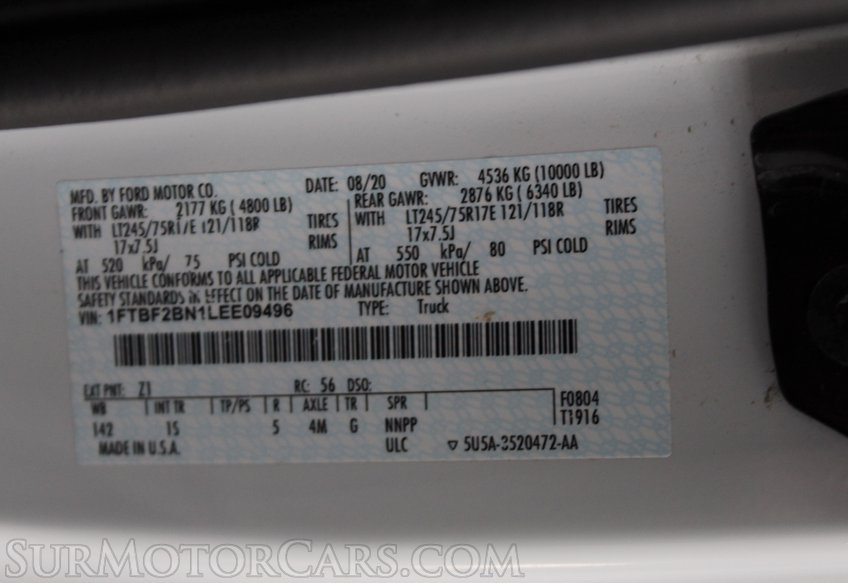 MFD. BY FORD MOTOR CO. DATE: 08/20 GVWR: 4536 KG (10000 LB)
FRONT GAWR: 2177 KG ( 4800 LB) REAR GAWR: 2876 KG ( 6340 LB)
WITH LT245/75R17E 121/118R TIRES WITH LT245/75R17E 121/118R TIRES
17x7.5J RIMS 17x7.5J RIMS
AT 520 kPa/ 75 PSI COLD AT 550 kPa/ 80 PSI COLD
THIS VEHICLE CONFORMS TO ALL APPLICABLE FEDERAL MOTOR VEHICLE
SAFETY STANDARDS IN EFFECT ON THE DATE OF MANUFACTURE SHOWN ABOVE.
VIN: 1FTBF2BN1LEE09496 TYPE: Truck
EXT PNT: Z1 RC: 56 DSO:
WB INT TR TP/PS R AXLE TR SPR F0804
142 IS 5 4M G NNPP T1916
MADE IN U.S.A. ULC ▽ 5U5A-3520472-AA
SurMotorCars.com